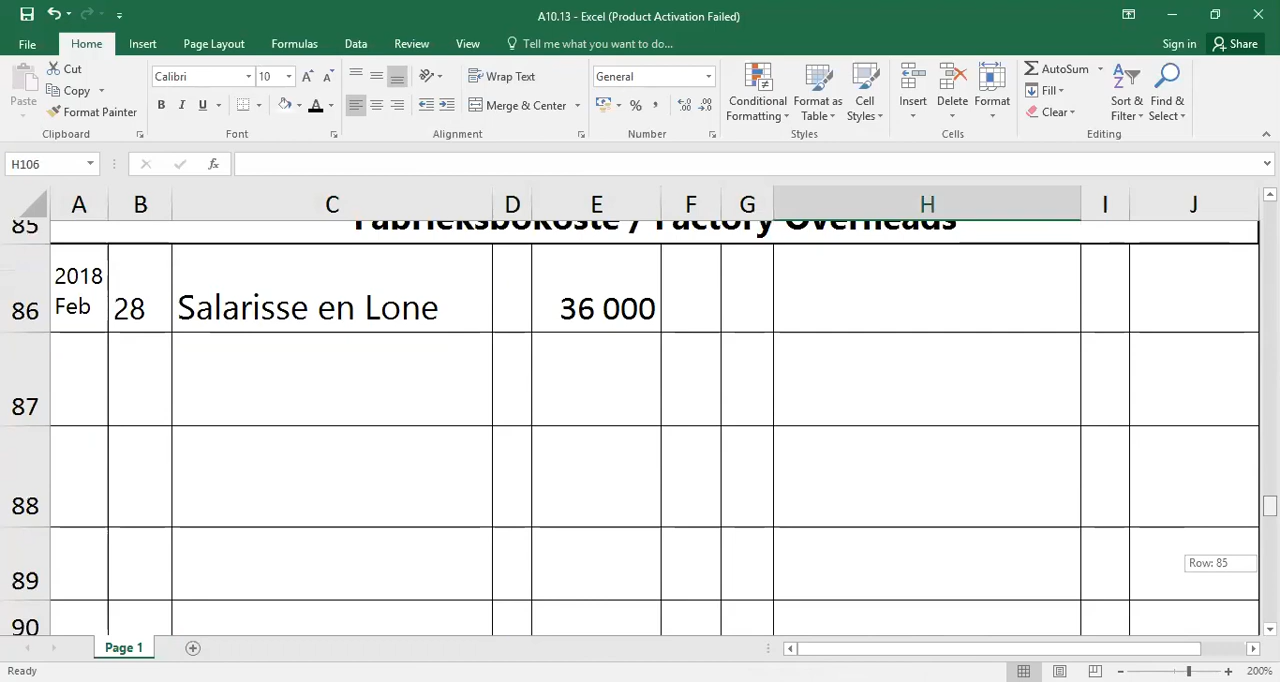 A10.13 - Excel (Product Activation Failed)
File Home Insert Page Layout Formulas Data Review View Tell me what you want to do... Sign in Share
Paste Cut Copy Format Painter Clipboard
Calibri 10 A A B I U A Font
Wrap Text Merge & Center Alignment
General % , Number
Conditional Formatting Format as Table Cell Styles Styles
Insert Delete Format Cells
AutoSum Fill Clear Sort & Filter Find & Select Editing
H106 fx
A B C D E F G H I J
85 Fabrieksbokoste / Factory Overheads
86 2018 Feb 28 Salarisse en Lone 36 000
87
88
89 Row: 85
90
Page 1
Ready 200%